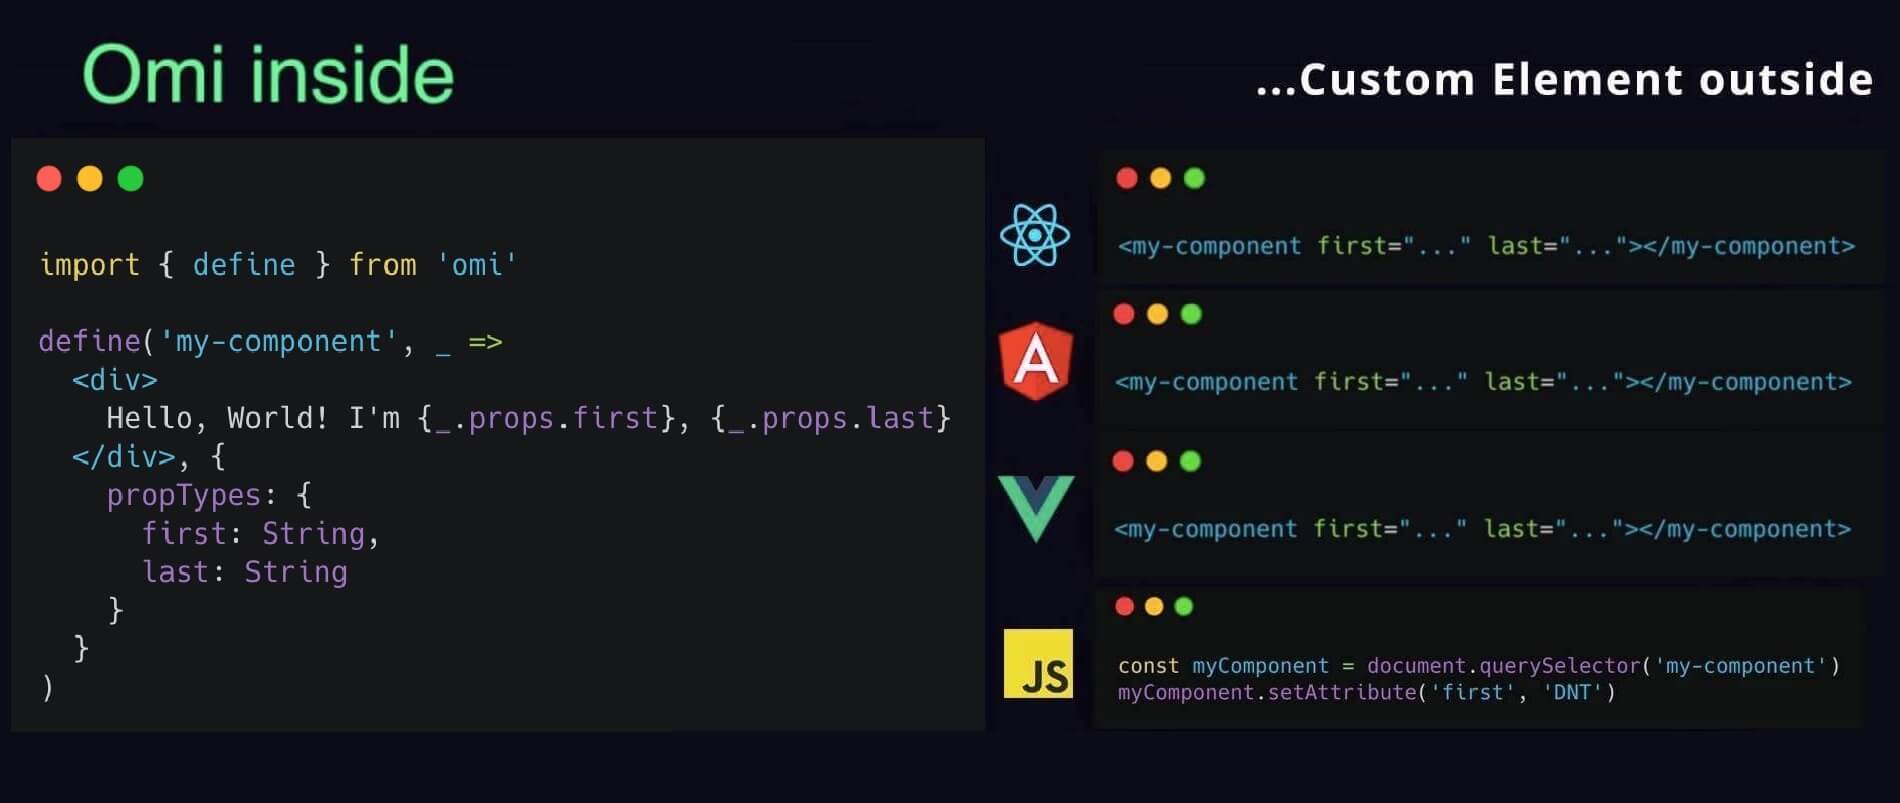 Omi inside
...Custom Element outside
import { define } from 'omi'
define('my-component', _ =>
  <div>
    Hello, World! I'm {_.props.first}, {_.props.last}
  </div>, {
    propTypes: {
      first: String,
      last: String
    }
  }
)
<my-component first="..." last="..."></my-component>
A
<my-component first="..." last="..."></my-component>
<my-component first="..." last="..."></my-component>
JS
const myComponent = document.querySelector('my-component')
myComponent.setAttribute('first', 'DNT')